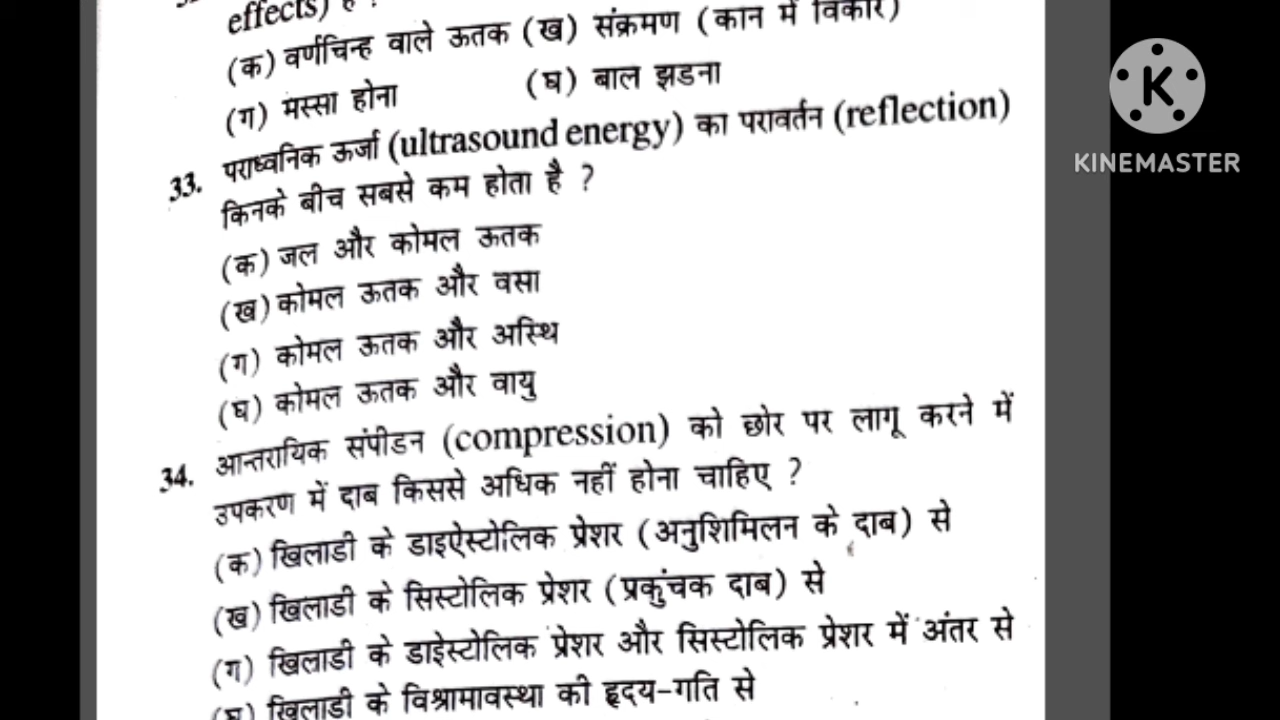 effects) है ?
(क) वर्णचिन्ह वाले ऊतक (ख) संक्रमण (कान में विकार)
(ग) मस्सा होना (घ) बाल झडना
33. पराध्वनिक ऊर्जा (ultrasound energy) का परावर्तन (reflection)
किनके बीच सबसे कम होता है ?
(क) जल और कोमल ऊतक
(ख) कोमल ऊतक और वसा
(ग) कोमल ऊतक और अस्थि
(घ) कोमल ऊतक और वायु
34. आन्तरायिक संपीडन (compression) को छोर पर लागू करने में
उपकरण में दाब किससे अधिक नहीं होना चाहिए ?
(क) खिलाडी के डाइऐस्टोलिक प्रेशर (अनुशिमिलन के दाब) से
(ख) खिलाडी के सिस्टोलिक प्रेशर (प्रकुंचक दाब) से
(ग) खिलाडी के डाइेस्टोलिक प्रेशर और सिस्टोलिक प्रेशर में अंतर से
(घ) खिलाडी के विश्रामावस्था की हृदय-गति से
K
KINEMASTER